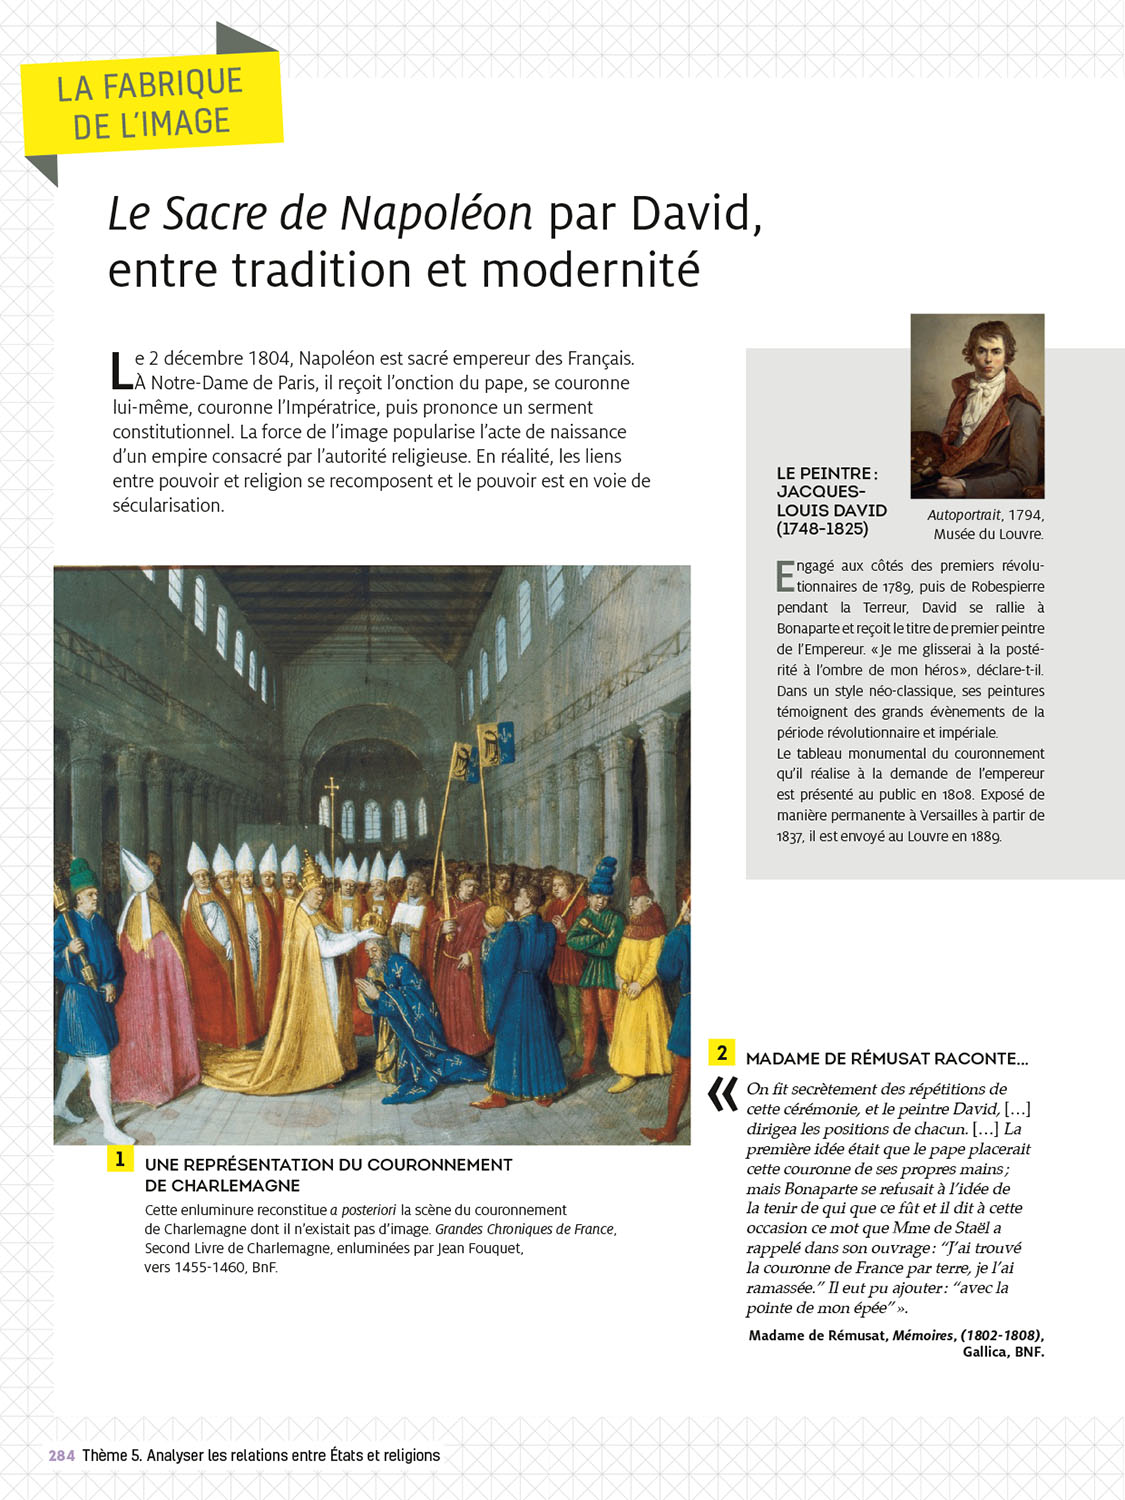 LA FABRIQUE
DE L'IMAGE
Le Sacre de Napoléon par David,
entre tradition et modernité
Le 2 décembre 1804, Napoléon est sacré empereur des Français.
À Notre-Dame de Paris, il reçoit l'onction du pape, se couronne
lui-même, couronne l'Impératrice, puis prononce un serment
constitutionnel. La force de l'image popularise l'acte de naissance
d'un empire consacré par l'autorité religieuse. En réalité, les liens
entre pouvoir et religion se recomposent et le pouvoir est en voie de
sécularisation.
LE PEINTRE :
JACQUES-
LOUIS DAVID
(1748-1825)
Autoportrait, 1794,
Musée du Louvre.
Engagé aux côtés des premiers révolu-
tionnaires de 1789, puis de Robespierre
pendant la Terreur, David se rallie à
Bonaparte et reçoit le titre de premier peintre
de l'Empereur. « Je me glisserai à la posté-
rité à l'ombre de mon héros », déclare-t-il.
Dans un style néo-classique, ses peintures
témoignent des grands évènements de la
période révolutionnaire et impériale.
Le tableau monumental du couronnement
qu'il réalise à la demande de l'empereur
est présenté au public en 1808. Exposé de
manière permanente à Versailles à partir de
1837, il est envoyé au Louvre en 1889.
1 UNE REPRÉSENTATION DU COURONNEMENT
DE CHARLEMAGNE
Cette enluminure reconstitue a posteriori la scène du couronnement
de Charlemagne dont il n'existait pas d'image. Grandes Chroniques de France,
Second Livre de Charlemagne, enluminées par Jean Fouquet,
vers 1455-1460, BnF.
2 MADAME DE RÉMUSAT RACONTE...
« On fit secrètement des répétitions de
cette cérémonie, et le peintre David, [...]
dirigea les positions de chacun. [...] La
première idée était que le pape placerait
cette couronne de ses propres mains ;
mais Bonaparte se refusait à l'idée de
la tenir de qui que ce fût et il dit à cette
occasion ce mot que Mme de Staël a
rappelé dans son ouvrage : “J'ai trouvé
la couronne de France par terre, je l'ai
ramassée.” Il eut pu ajouter : “avec la
pointe de mon épée” ».
Madame de Rémusat, Mémoires, (1802-1808),
Gallica, BNF.
284 Thème 5. Analyser les relations entre États et religions